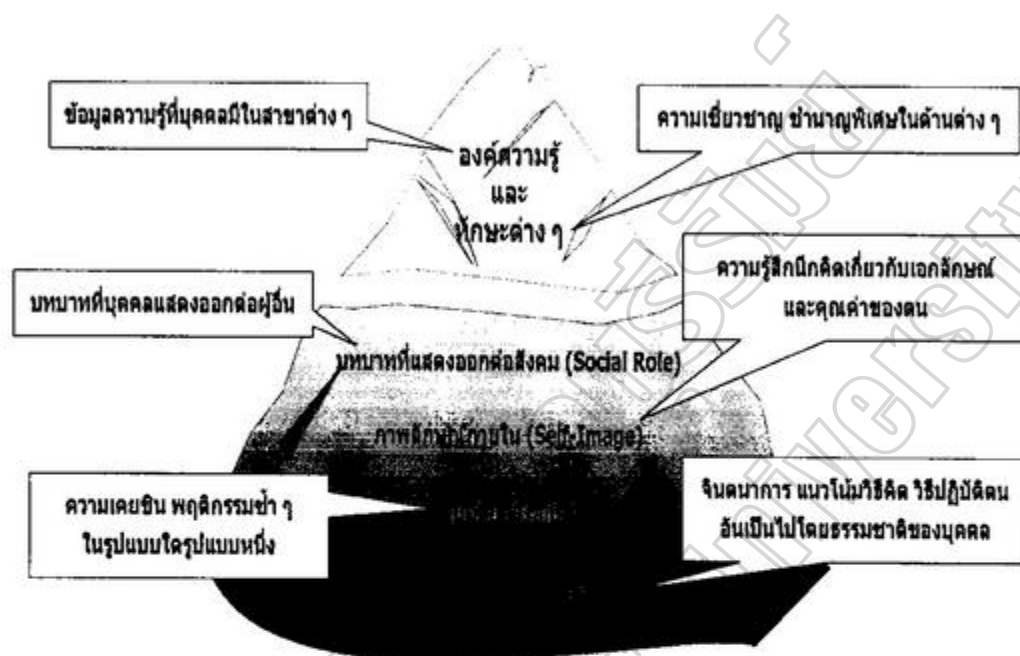 ข้อมูลความรู้ที่บุคคลมีในสาขาต่าง ๆ
ความเชี่ยวชาญ ชำนาญพิเศษในด้านต่าง ๆ
องค์ความรู้
และ
ทักษะต่าง ๆ
ความรู้สึกนึกคิดเกี่ยวกับเอกลักษณ์
และคุณค่าของตน
บทบาทที่บุคคลแสดงออกต่อผู้อื่น
บทบาทที่แสดงออกต่อสังคม (Social Role)
ภาพลักษณ์ภายใน (Self-Image)
ความเคยชิน พฤติกรรมซ้ำ ๆ
ในรูปแบบใดรูปแบบหนึ่ง
จินตนาการ แนวโน้มวิธีคิด วิธีปฏิบัติตน
อันเป็นไปโดยธรรมชาติของบุคคล